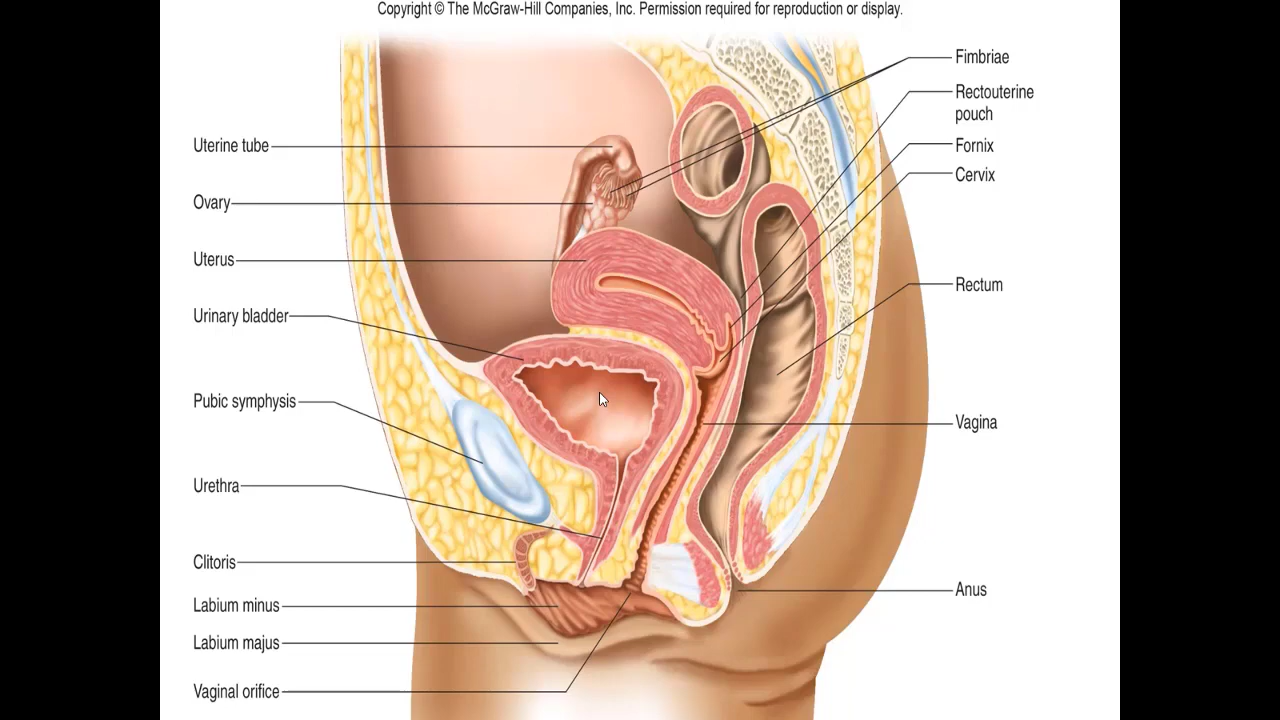 Copyright © The McGraw-Hill Companies, Inc. Permission required for reproduction or display.
Uterine tube
Ovary
Uterus
Urinary bladder
Pubic symphysis
Urethra
Clitoris
Labium minus
Labium majus
Vaginal orifice
Fimbriae
Rectouterine
pouch
Fornix
Cervix
Rectum
Vagina
Anus